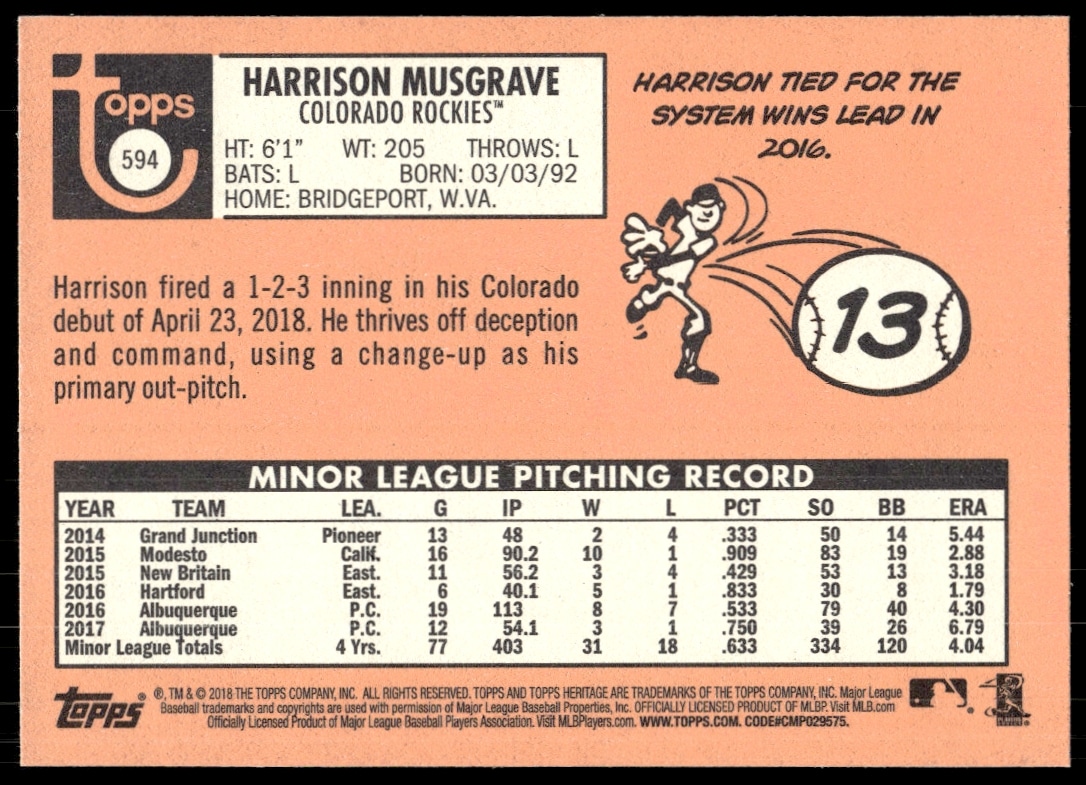 topps
594
HARRISON MUSGRAVE
COLORADO ROCKIES™
HT: 6'1" WT: 205 THROWS: L
BATS: L BORN: 03/03/92
HOME: BRIDGEPORT, W.VA.
HARRISON TIED FOR THE
SYSTEM WINS LEAD IN
2016.
13
Harrison fired a 1-2-3 inning in his Colorado
debut of April 23, 2018. He thrives off deception
and command, using a change-up as his
primary out-pitch.
MINOR LEAGUE PITCHING RECORD
YEAR TEAM LEA. G IP W L PCT SO BB ERA
2014 Grand Junction Pioneer 13 48 2 4 .333 50 14 5.44
2015 Modesto Calif. 16 90.2 10 1 .909 83 19 2.88
2015 New Britain East. 11 56.2 3 4 .429 53 13 3.18
2016 Hartford East. 6 40.1 5 1 .833 30 8 1.79
2016 Albuquerque P.C. 19 113 8 7 .533 79 40 4.30
2017 Albuquerque P.C. 12 54.1 3 1 .750 39 26 6.79
Minor League Totals 4 Yrs. 77 403 31 18 .633 334 120 4.04
topps® ®, TM & © 2018 THE TOPPS COMPANY, INC. ALL RIGHTS RESERVED. TOPPS AND TOPPS HERITAGE ARE TRADEMARKS OF THE TOPPS COMPANY, INC. Major League
Baseball trademarks and copyrights are used with permission of Major League Baseball Properties, Inc. OFFICIALLY LICENSED PRODUCT OF MLBP. Visit MLB.com
Officially Licensed Product of Major League Baseball Players Association. Visit MLBPlayers.com. WWW.TOPPS.COM. CODE#CMP029575.